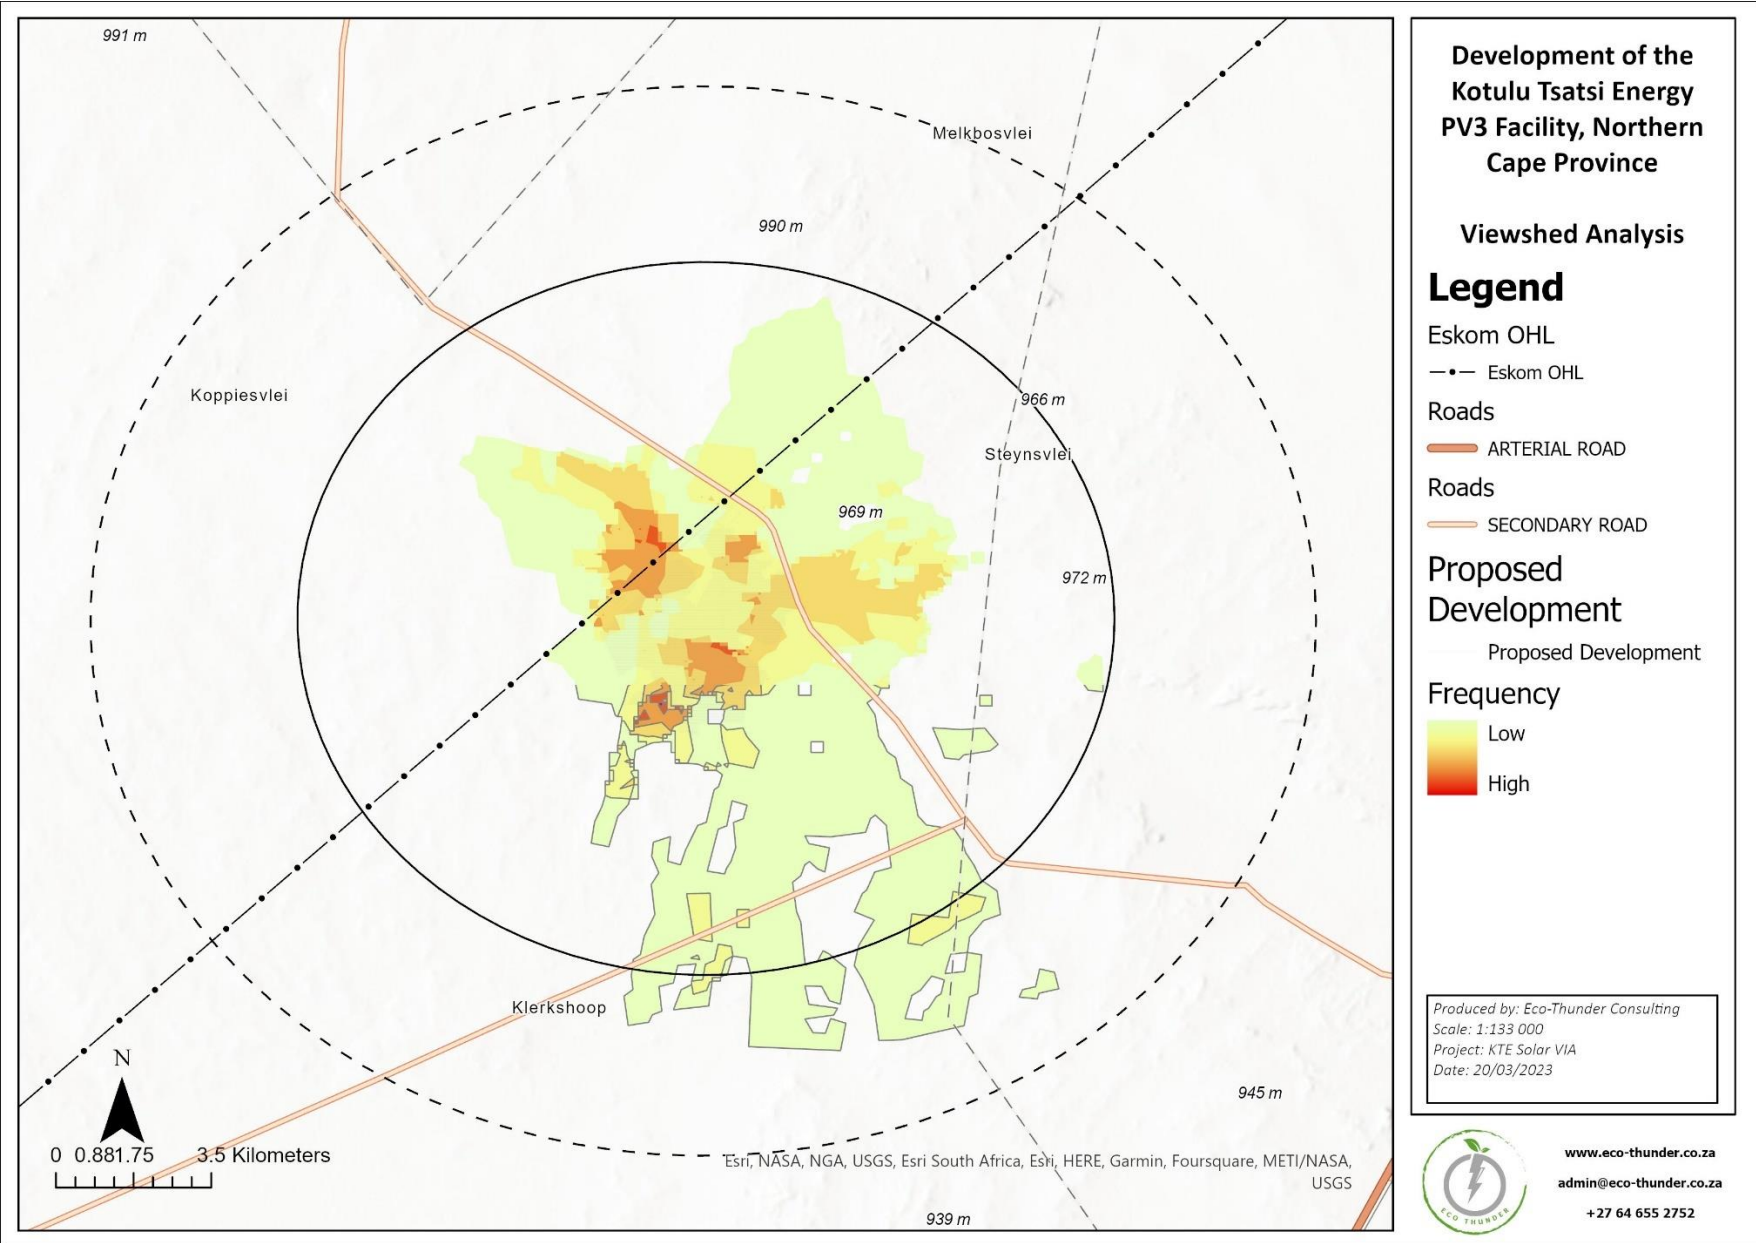 991 m
Melkbosvlei
990 m
Koppiesvlei
966 m
Steynsvlei
969 m
972 m
Klerkshoop
945 m
939 m
N
0 0.881.75 3.5 Kilometers
Esri, NASA, NGA, USGS, Esri South Africa, Esri, HERE, Garmin, Foursquare, METI/NASA,
USGS
Development of the
Kotulu Tsatsi Energy
PV3 Facility, Northern
Cape Province
Viewshed Analysis
Legend
Eskom OHL
Eskom OHL
Roads
ARTERIAL ROAD
Roads
SECONDARY ROAD
Proposed
Development
Proposed Development
Frequency
Low
High
Produced by: Eco-Thunder Consulting
Scale: 1:133 000
Project: KTE Solar VIA
Date: 20/03/2023
ECO THUNDER
www.eco-thunder.co.za
admin@eco-thunder.co.za
+27 64 655 2752